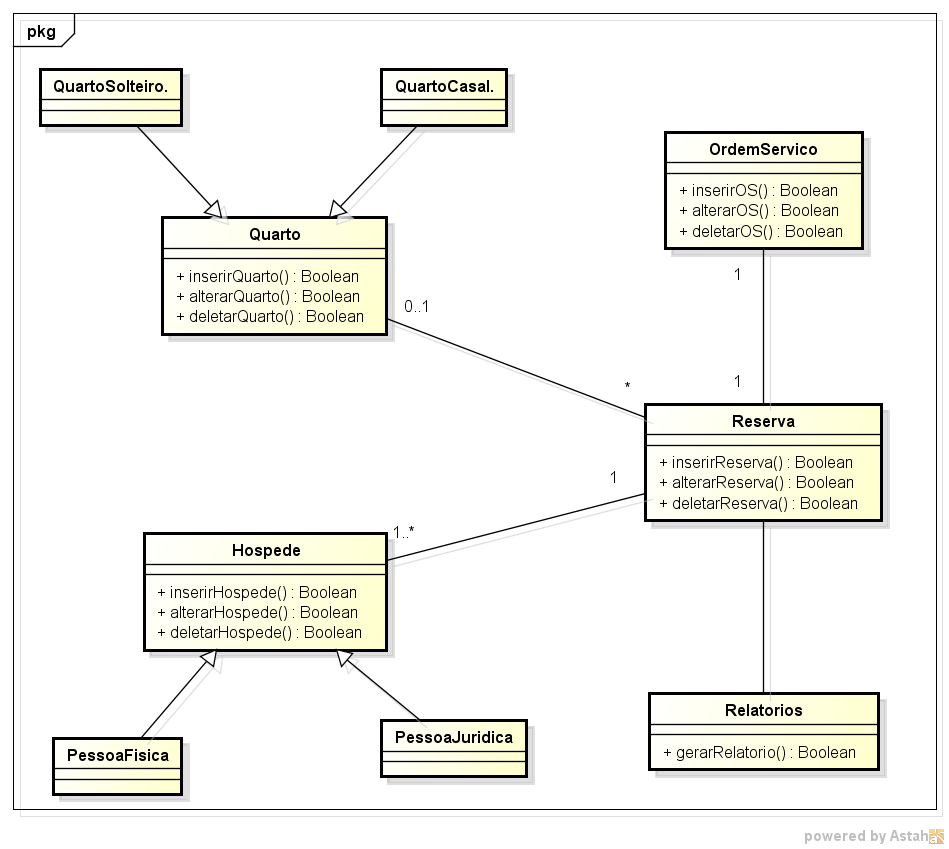 pkg
QuartoSolteiro.
QuartoCasal.
OrdemServico
+ inserirOS() : Boolean
+ alterarOS() : Boolean
+ deletarOS() : Boolean
Quarto
+ inserirQuarto() : Boolean
+ alterarQuarto() : Boolean
+ deletarQuarto() : Boolean
1
0..1
*
1
Reserva
+ inserirReserva() : Boolean
+ alterarReserva() : Boolean
+ deletarReserva() : Boolean
1
1..*
Hospede
+ inserirHospede() : Boolean
+ alterarHospede() : Boolean
+ deletarHospede() : Boolean
PessoaFisica
PessoaJuridica
Relatorios
+ gerarRelatorio() : Boolean
powered by Astah